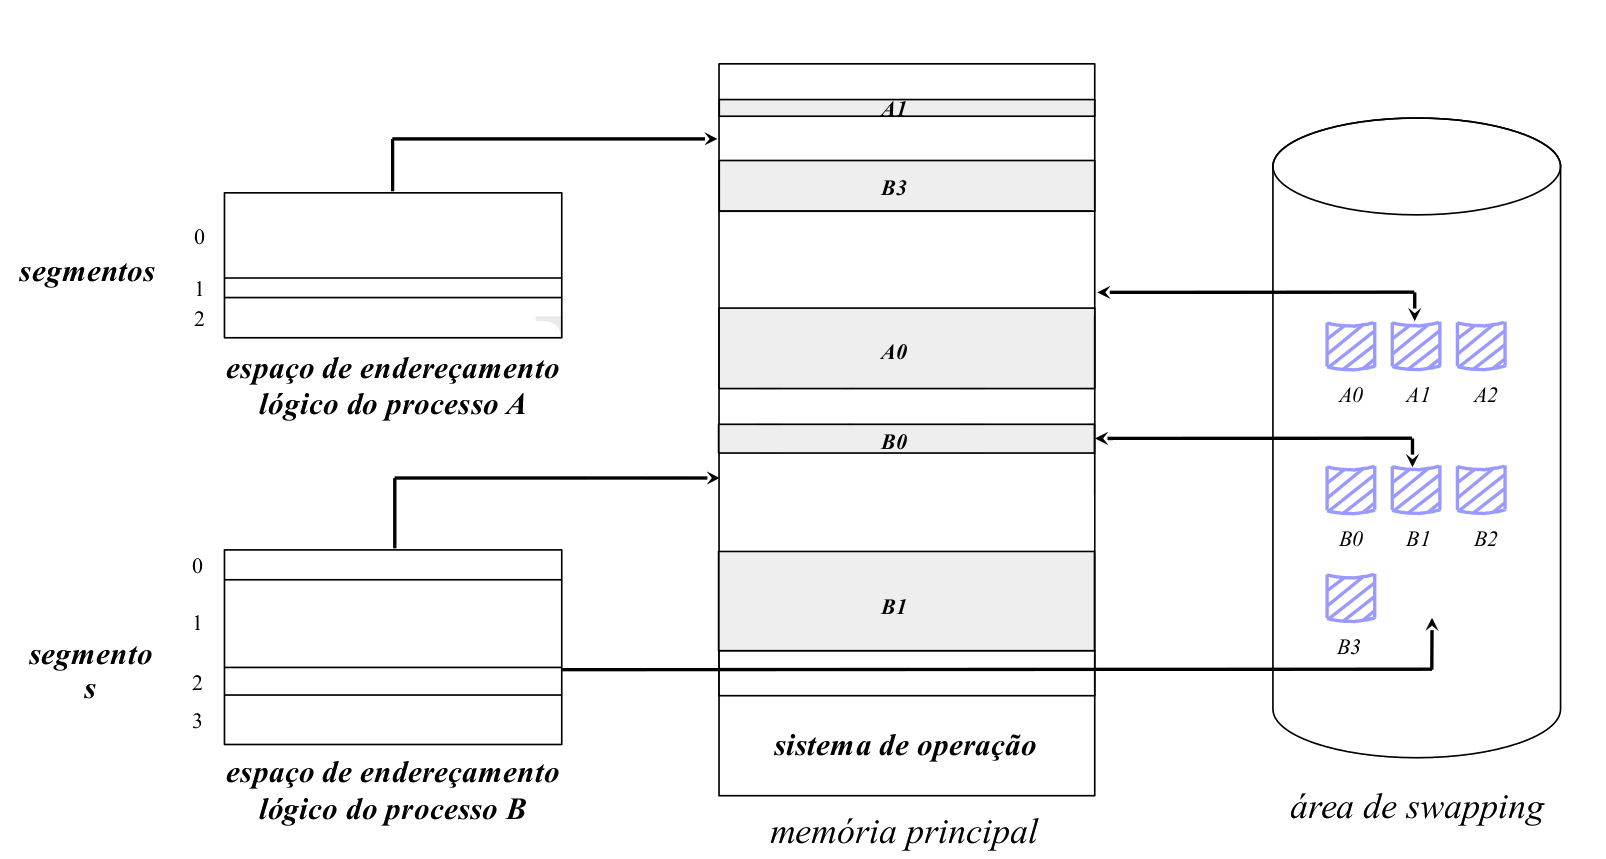 segmentos
0
1
2
espaço de endereçamento
lógico do processo A
segmento
s
0
1
2
3
espaço de endereçamento
lógico do processo B
A1
B3
A0
B0
B1
sistema de operação
memória principal
A0 A1 A2
B0 B1 B2
B3
área de swapping